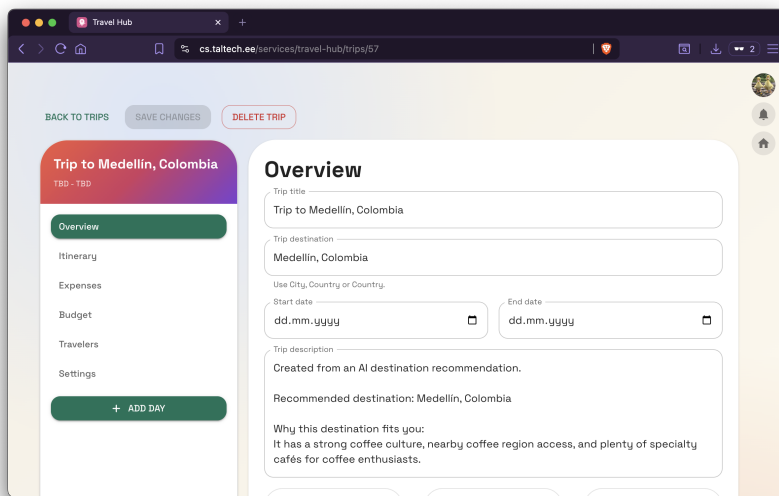 Travel Hub
cs.taltech.ee/services/travel-hub/trips/57
2
BACK TO TRIPS
SAVE CHANGES
DELETE TRIP
Trip to Medellín, Colombia
TBD - TBD
Overview
Itinerary
Expenses
Budget
Travelers
Settings
+ ADD DAY
Overview
Trip title
Trip to Medellín, Colombia
Trip destination
Medellín, Colombia
Use City, Country or Country.
Start date
dd.mm.yyyy
End date
dd.mm.yyyy
Trip description
Created from an AI destination recommendation.
Recommended destination: Medellín, Colombia
Why this destination fits you:
It has a strong coffee culture, nearby coffee region access, and plenty of specialty
cafés for coffee enthusiasts.